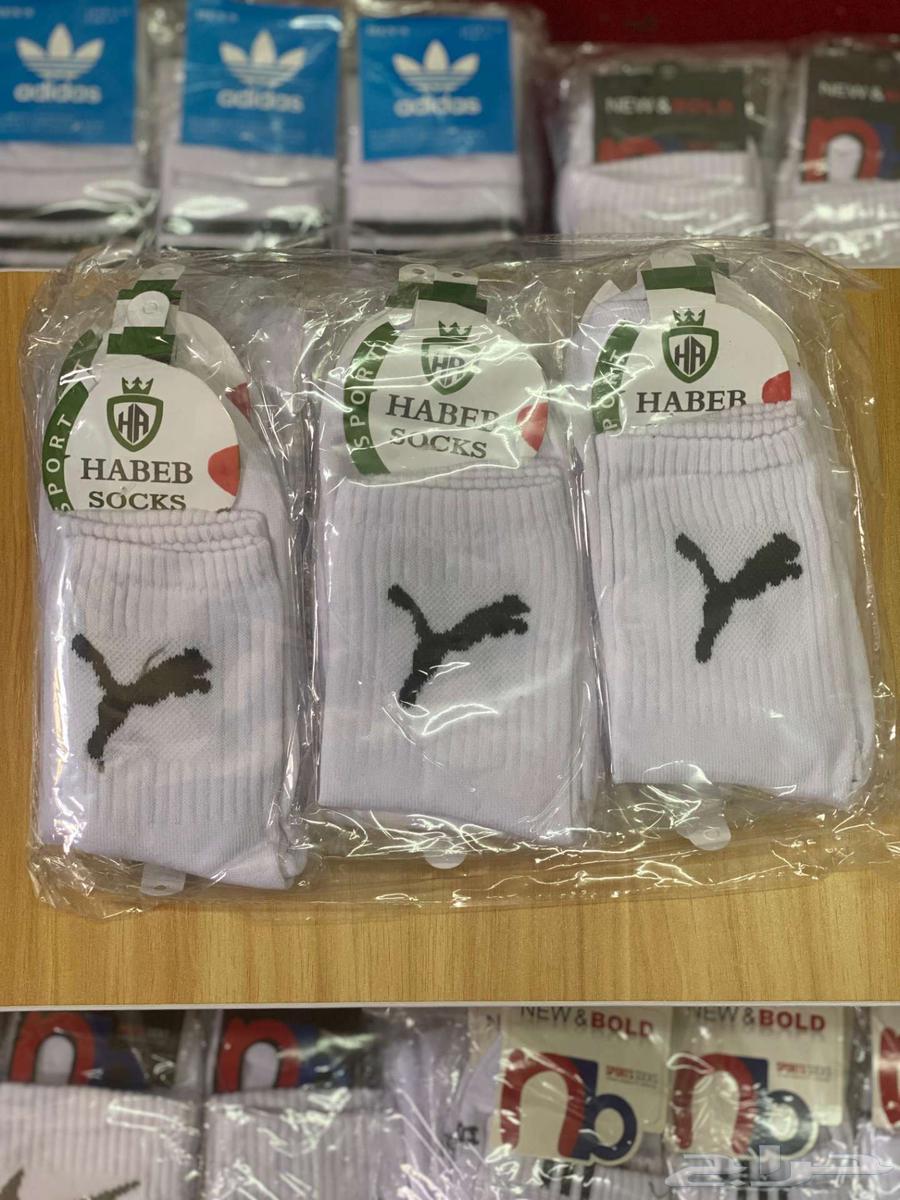 adidas
adidas
adidas
NEW & BOLD
NEW &
SPORT
HA
HABEB
SOCKS
SPORT
HA
HABEB
SOCKS
SPORT
HA
HABEB
NEW & BOLD
nb
NEW & BOLD
SPORTS SOCKS
nb
حراج